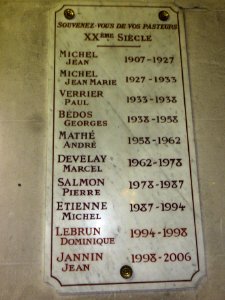 Souvenez-vous de vos pasteurs
XXème Siècle
Michel 1907-1927
Jean
Michel 1927-1933
Jean Marie
Verrier 1933-1938
Paul
Bedos 1938-1958
Georges
Mathé 1958-1962
André
Develay 1962-1978
Marcel
Salmon 1978-1987
Pierre
Etienne 1987-1994
Michel
Lebrun 1994-1998
Dominique
Jannin 1998-2006
Jean